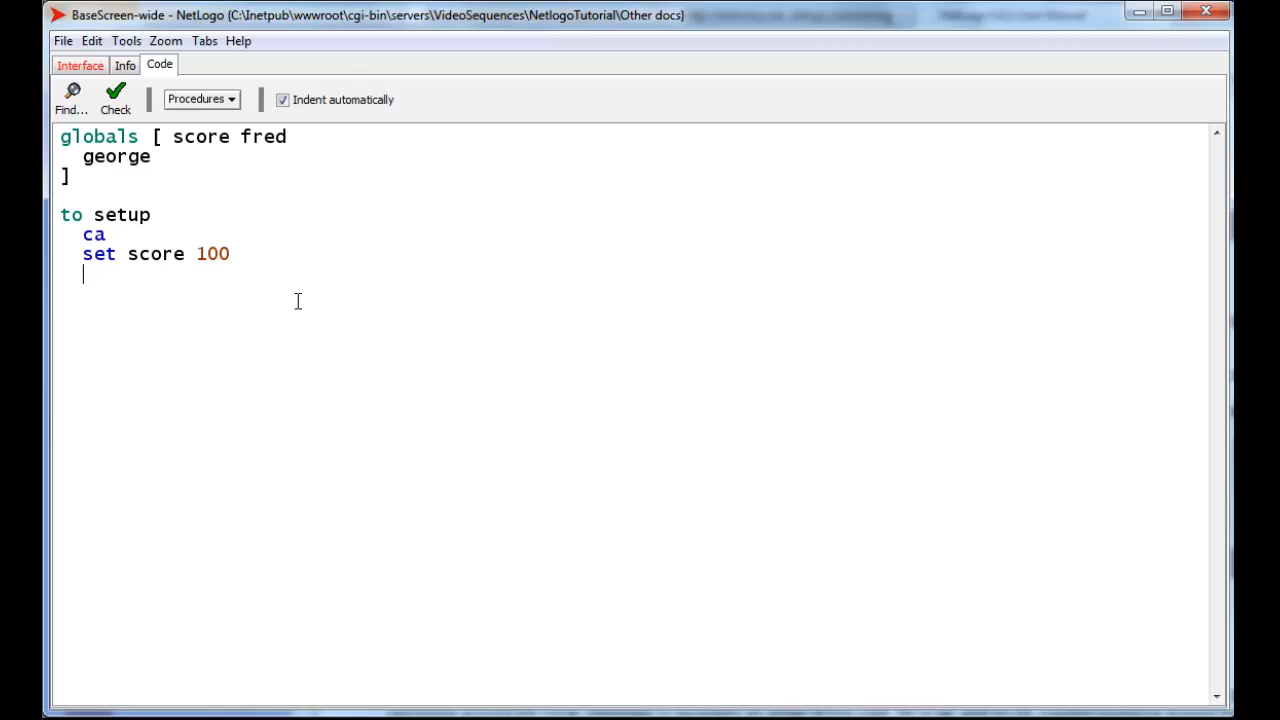 BaseScreen-wide - NetLogo {C:\Inetpub\wwwroot\cgi-bin\servers\VideoSequences\NetlogoTutorial\Other docs}
File Edit Tools Zoom Tabs Help
Interface Info Code
Find... Check Procedures Indent automatically
globals [ score fred
george
]
to setup
ca
set score 100